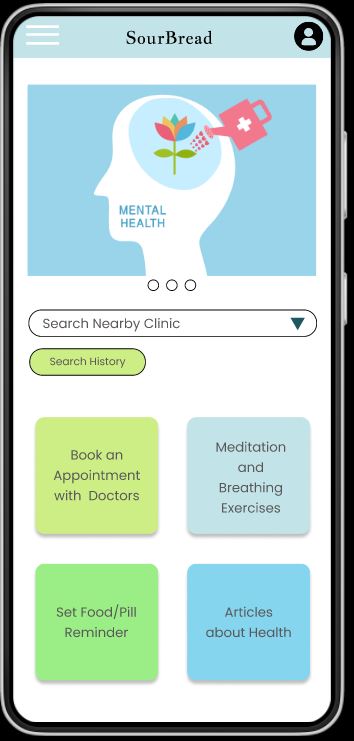 SourBread
MENTAL
HEALTH
Search Nearby Clinic
Search History
Book an
Appointment
with Doctors
Meditation
and
Breathing
Exercises
Set Food/Pill
Reminder
Articles
about Health